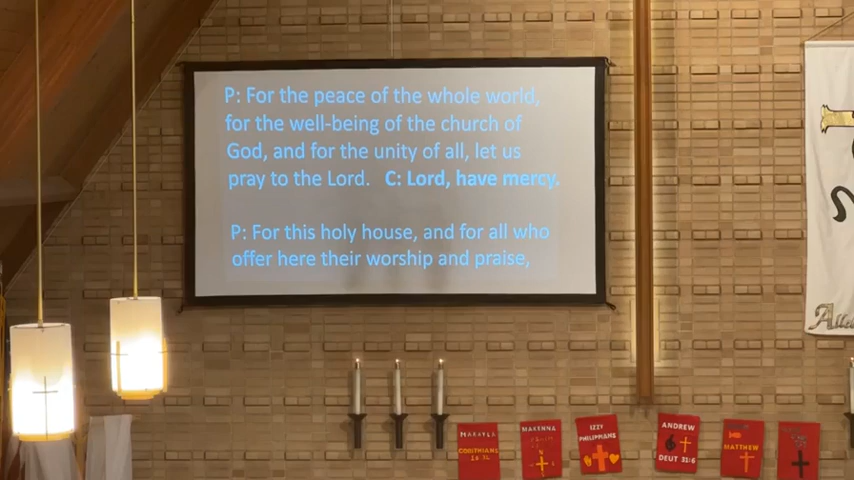 P: For the peace of the whole world,
for the well-being of the church of
God, and for the unity of all, let us
pray to the Lord.   C: Lord, have mercy.
P: For this holy house, and for all who
offer here their worship and praise,
MAKAYLA
CORINTHIANS
MAKENNA
IZZY
PHILIPPIANS
ANDREW
DEUT 31:6
MATTHEW